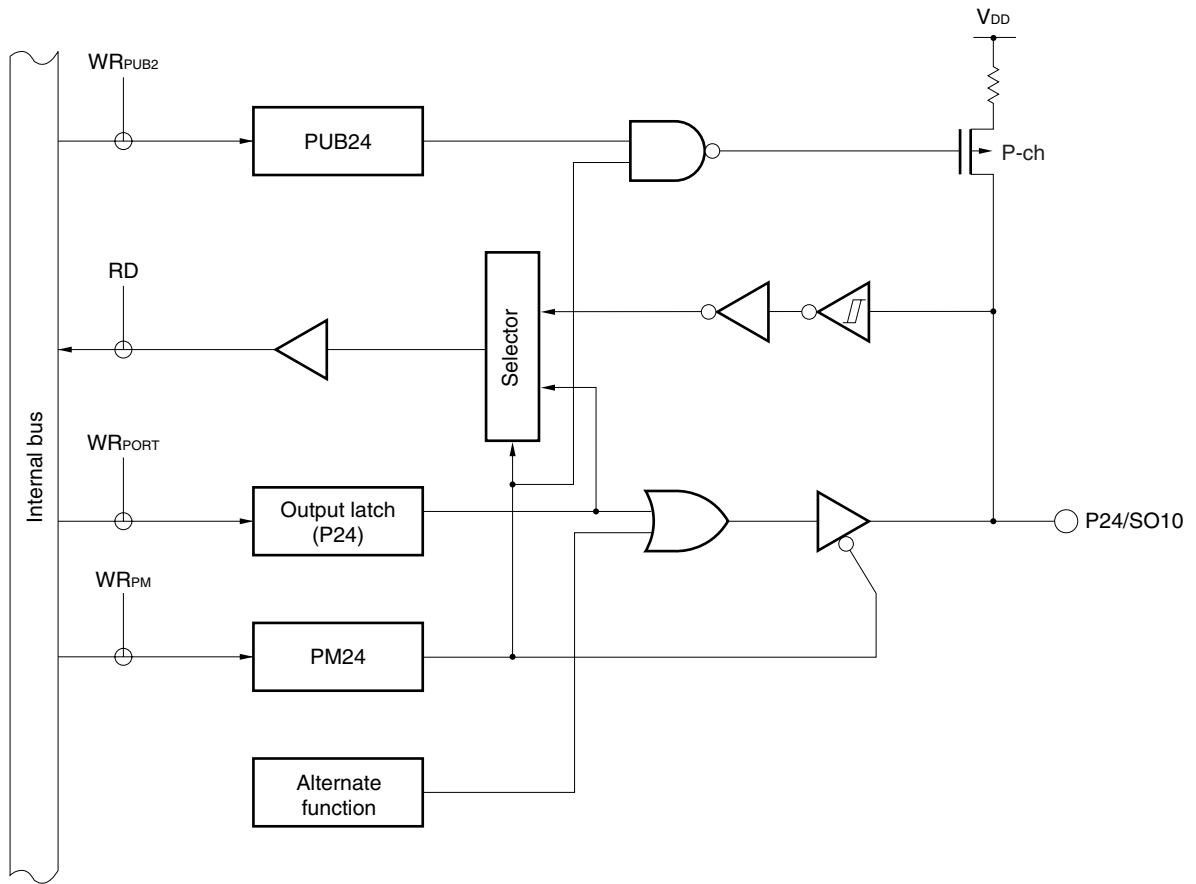 VDD
WRPUB2
PUB24
P-ch
RD
Selector
Internal bus
WRPORT
Output latch
(P24)
P24/SO10
WRPM
PM24
Alternate
function